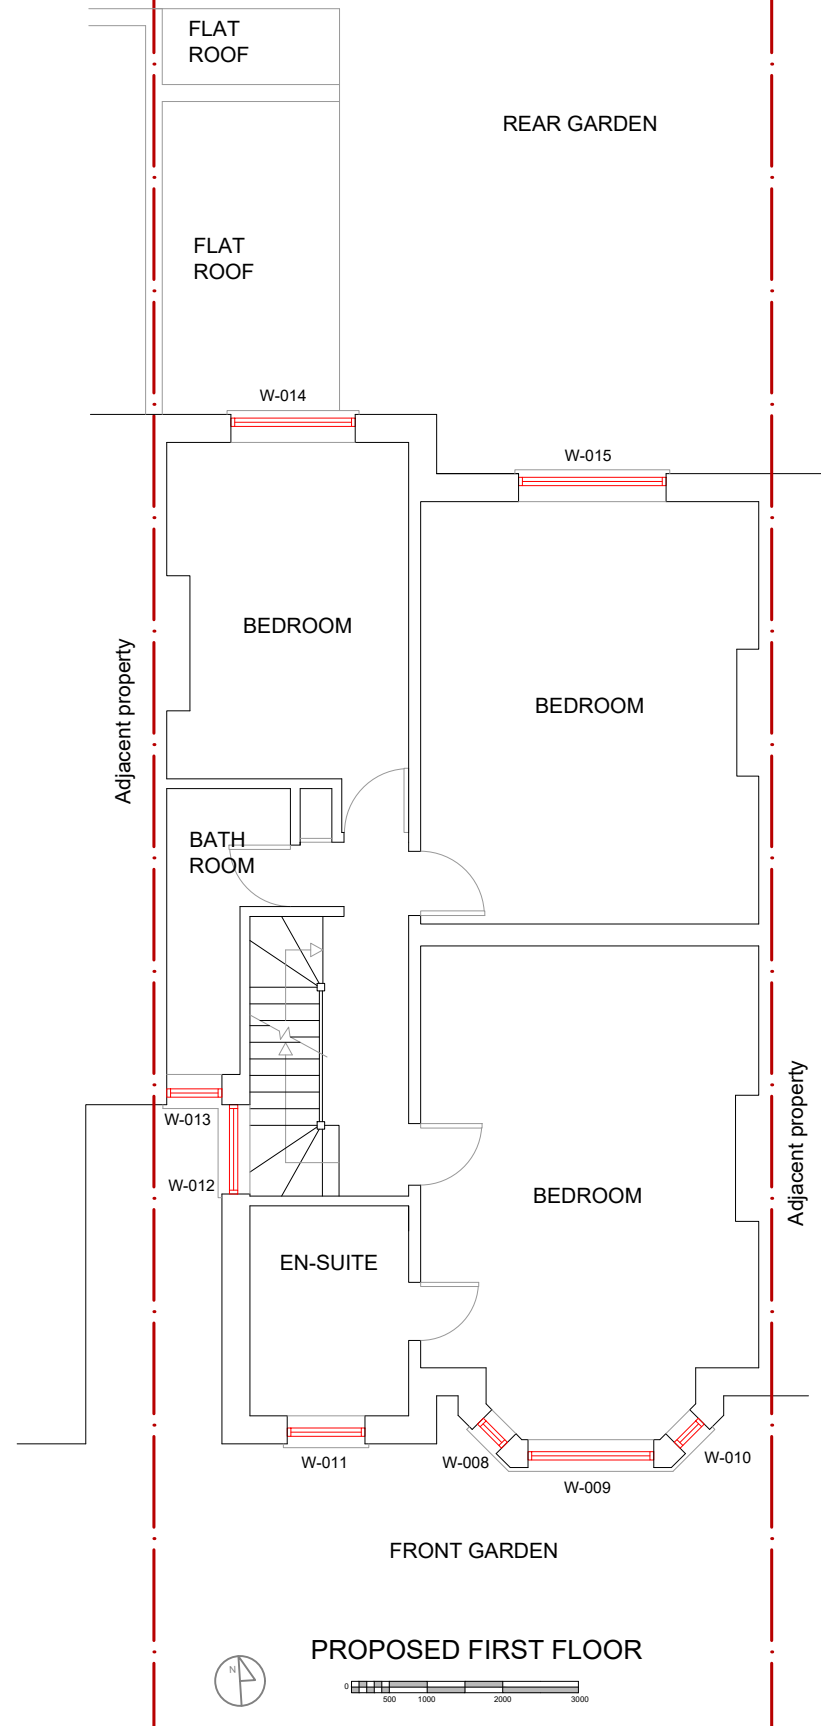 FLAT
ROOF
REAR GARDEN
FLAT
ROOF
W-014
W-015
BEDROOM
Adjacent property
BEDROOM
BATH
ROOM
W-013
Adjacent property
W-012
BEDROOM
EN-SUITE
W-011
W-008
W-010
W-009
FRONT GARDEN
PROPOSED FIRST FLOOR
N
0
500 1000 2000 3000